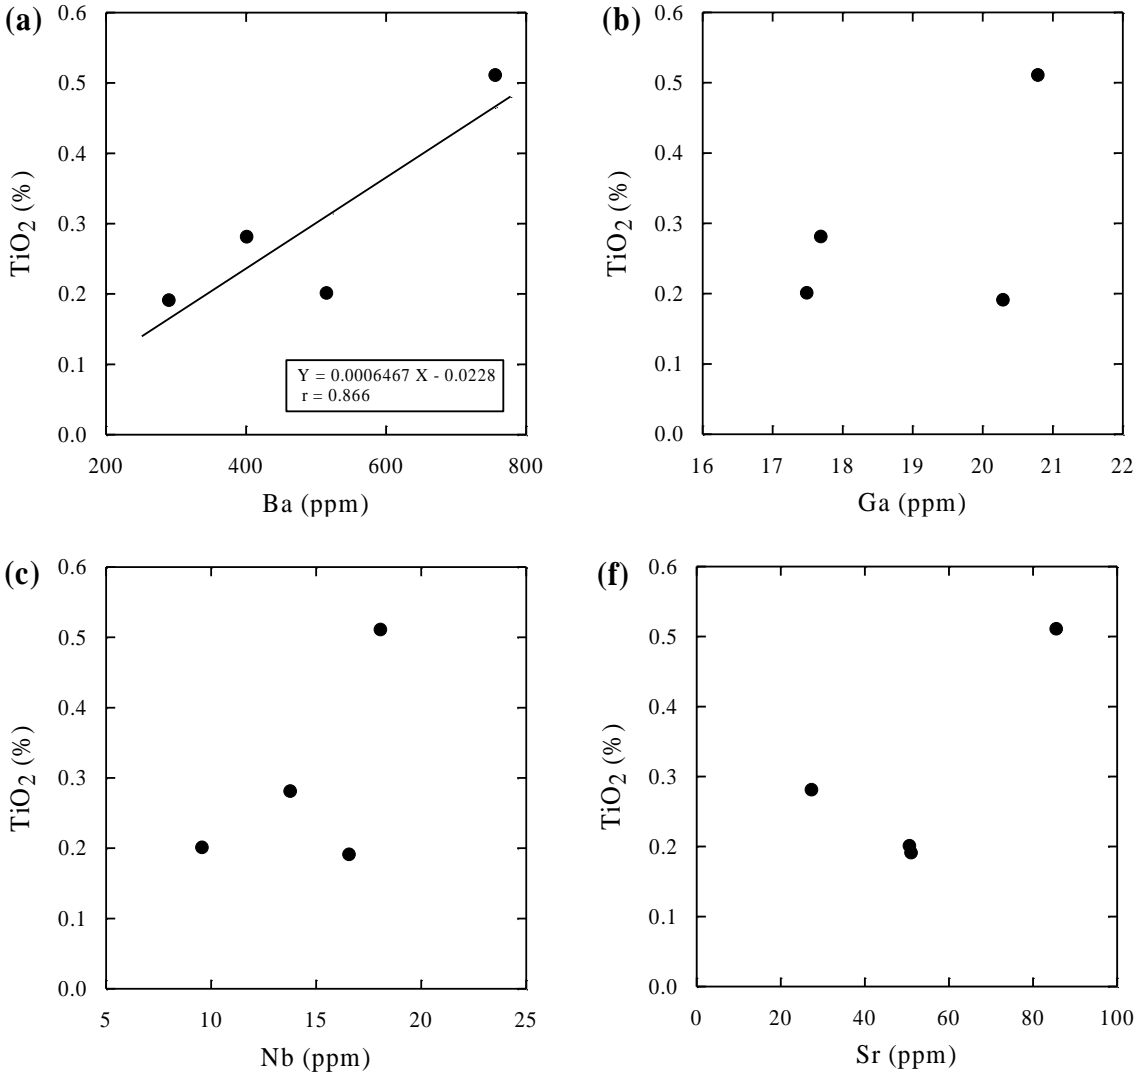 (a)
0.6
0.5
0.4
0.3
0.2
0.1
0.0
TiO2 (%)
Y = 0.0006467 X - 0.0228
r = 0.866
200 400 600 800
Ba (ppm)
(b)
0.6
0.5
0.4
0.3
0.2
0.1
0.0
TiO2 (%)
16 17 18 19 20 21 22
Ga (ppm)
(c)
0.6
0.5
0.4
0.3
0.2
0.1
0.0
TiO2 (%)
5 10 15 20 25
Nb (ppm)
(f)
0.6
0.5
0.4
0.3
0.2
0.1
0.0
TiO2 (%)
0 20 40 60 80 100
Sr (ppm)